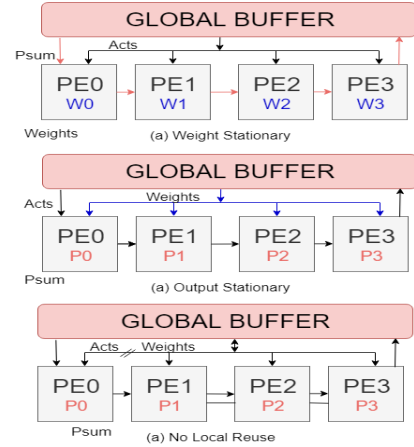 GLOBAL BUFFER
Psum Acts
PE0 PE1 PE2 PE3
W0 W1 W2 W3
Weights
(a) Weight Stationary
GLOBAL BUFFER
Acts Weights
PE0 PE1 PE2 PE3
P0 P1 P2 P3
Psum
(a) Output Stationary
GLOBAL BUFFER
Acts Weights
PE0 PE1 PE2 PE3
P0 P1 P2 P3
Psum
(a) No Local Reuse